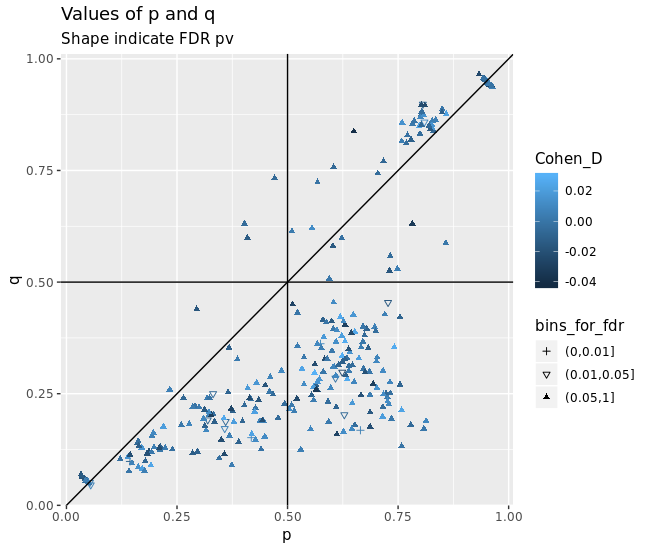 Values of p and q
Shape indicate FDR pv
1.00
0.75
0.50
0.25
0.00
q
0.00 0.25 0.50 0.75 1.00
p
Cohen_D
0.02
0.00
-0.02
-0.04
bins_for_fdr
(0,0.01]
(0.01,0.05]
(0.05,1]